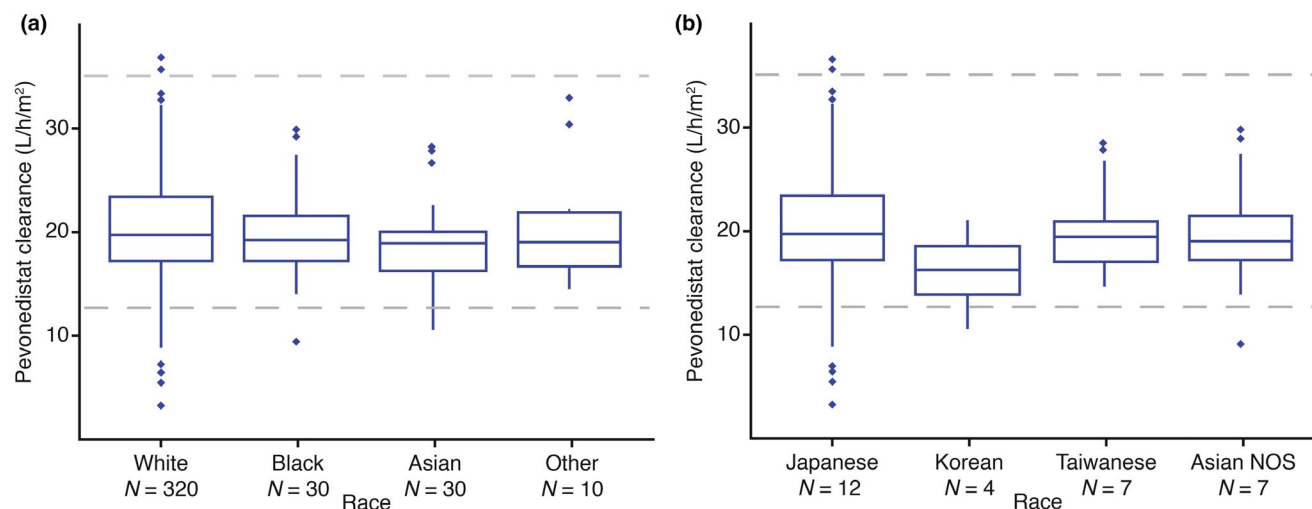 (a)
Pevonedistat clearance (L/h/m²)
30
20
10
White Black Asian Other
N = 320 N = 30 N = 30 N = 10
Race
(b)
Pevonedistat clearance (L/h/m²)
30
20
10
Japanese Korean Taiwanese Asian NOS
N = 12 N = 4 N = 7 N = 7
Race